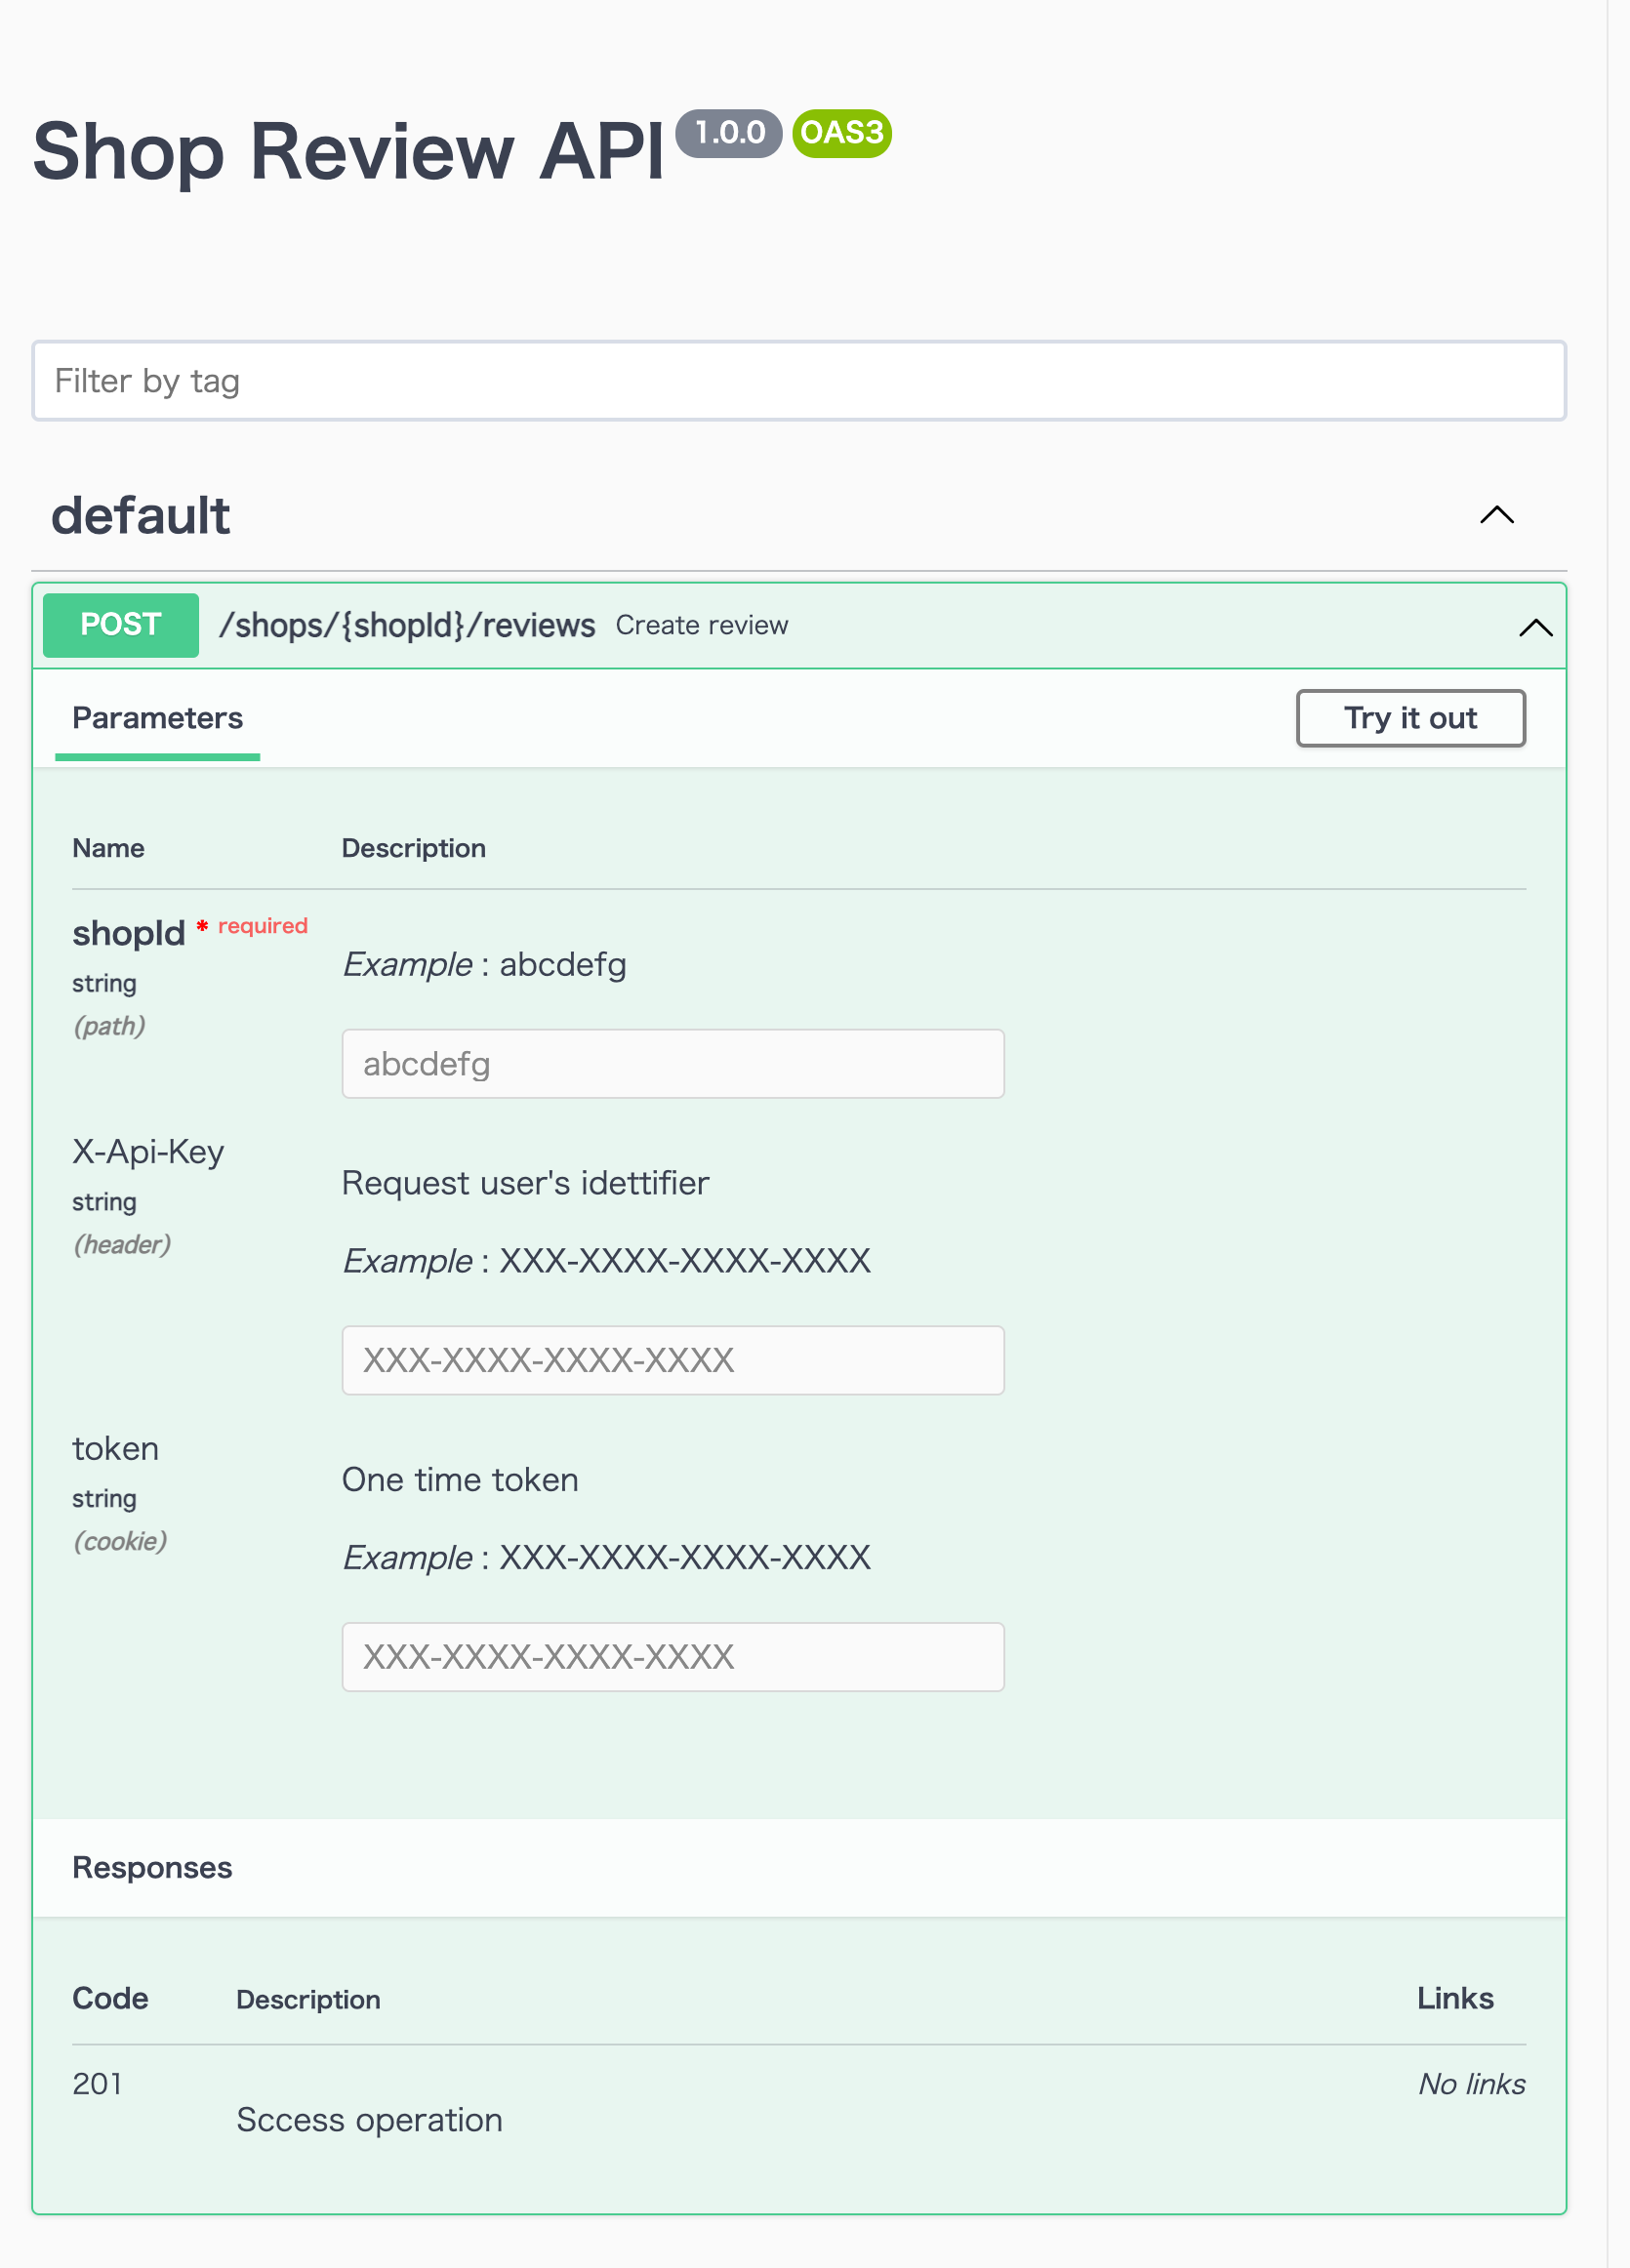 Shop Review API 1.0.0 OAS3
Filter by tag
default
POST /shops/{shopId}/reviews Create review
Parameters Try it out
Name Description
shopId * required
string
(path)
Example : abcdefg
abcdefg
X-Api-Key
string
(header)
Request user's idettifier
Example : XXX-XXXX-XXXX-XXXX
XXX-XXXX-XXXX-XXXX
token
string
(cookie)
One time token
Example : XXX-XXXX-XXXX-XXXX
XXX-XXXX-XXXX-XXXX
Responses
Code Description Links
201 No links
Sccess operation